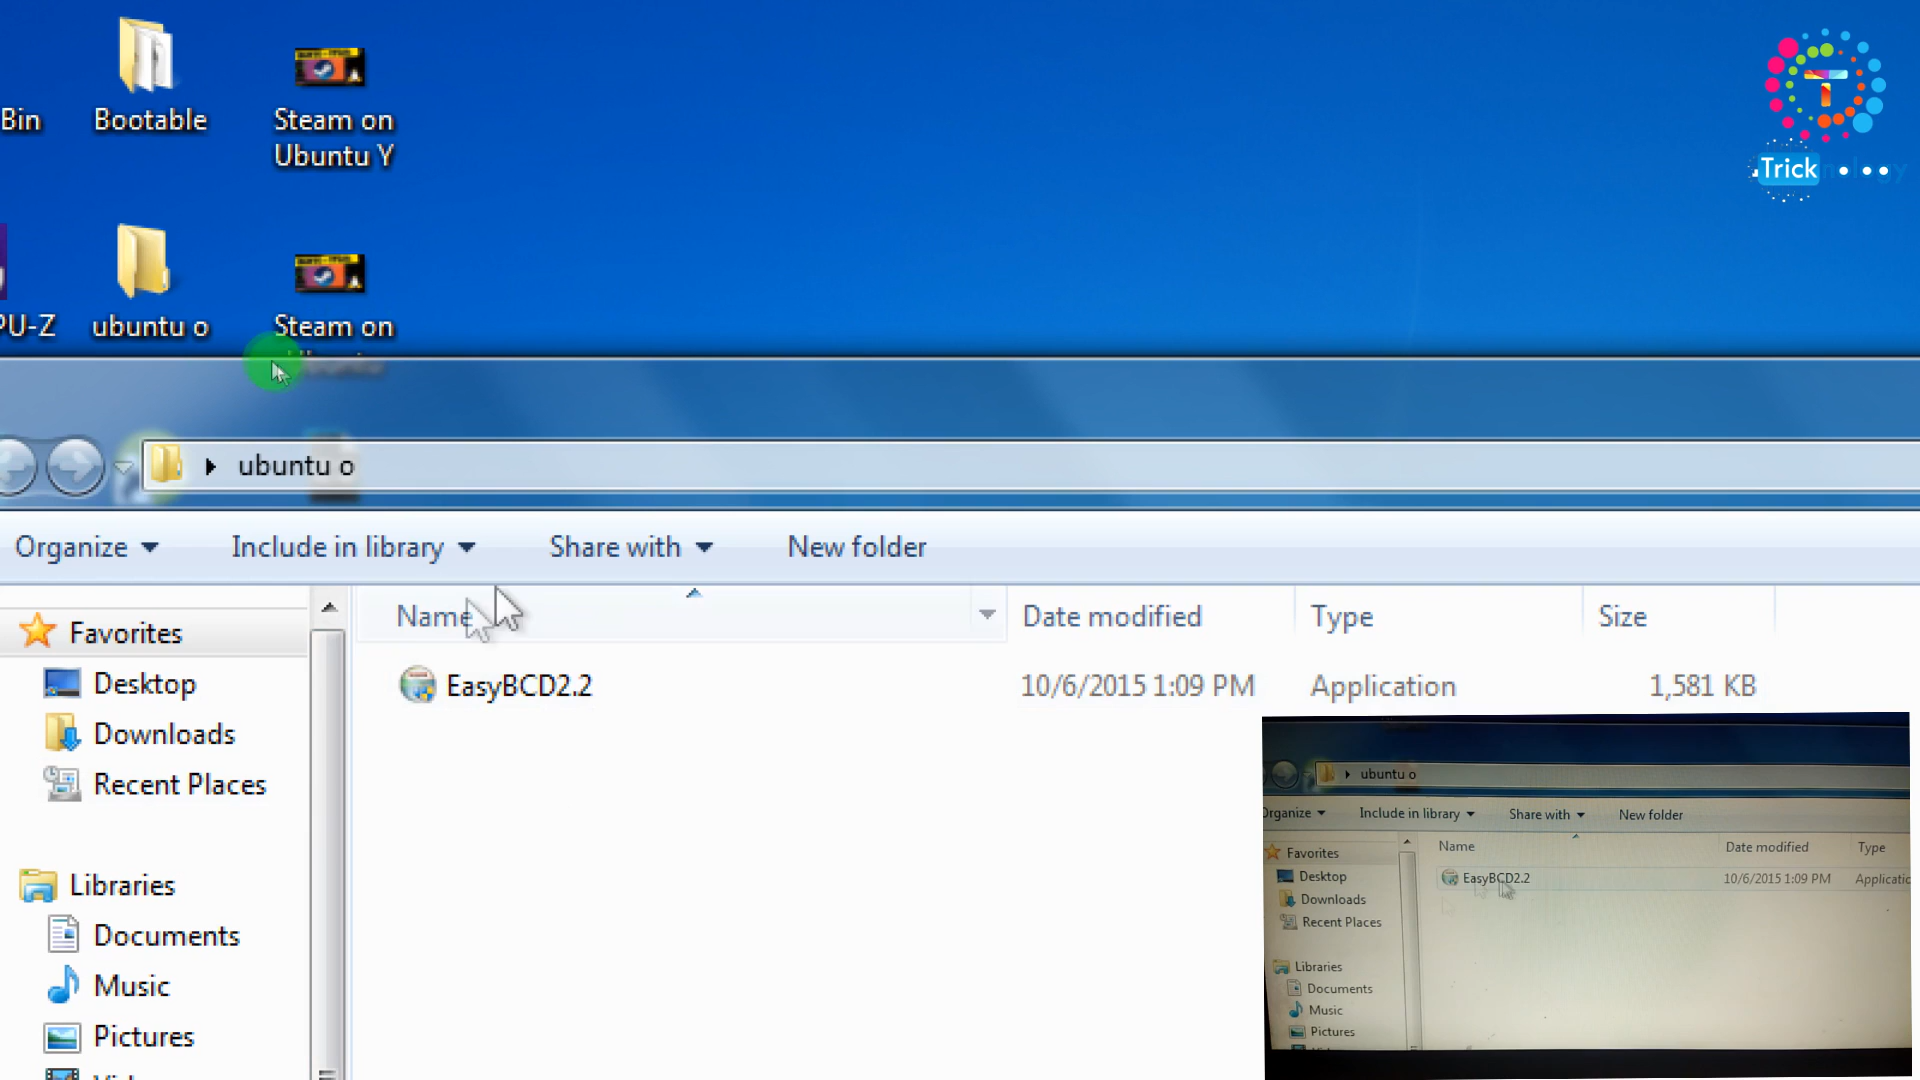 Bin
Bootable
Steam on
Ubuntu Y
T
Trick
PU-Z
ubuntu o
Steam on
ubuntu o
Organize
Include in library
Share with
New folder
Name
Date modified
Type
Size
Favorites
EasyBCD2.2
10/6/2015 1:09 PM
Application
1,581 KB
Desktop
Downloads
Recent Places
Libraries
Documents
Music
Pictures
ubuntu o
Organize
Include in library
Share with
New folder
Name
Date modified
Type
Favorites
EasyBCD2.2
10/6/2015 1:09 PM
Applicatio
Desktop
Downloads
Recent Places
Libraries
Documents
Music
Pictures